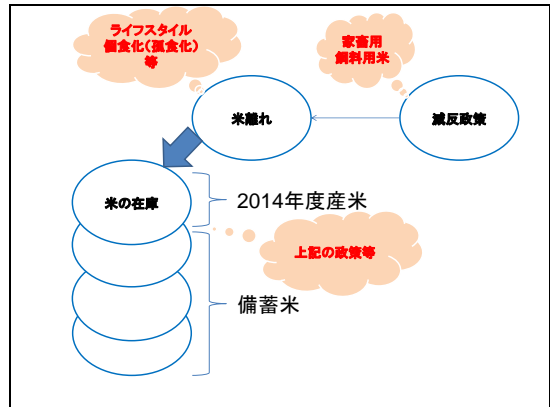 ライフスタイル
個食化(孤食化)
等
家畜用
飼料用米
米離れ
減反政策
米の在庫
2014年度産米
上記の政策等
備蓄米